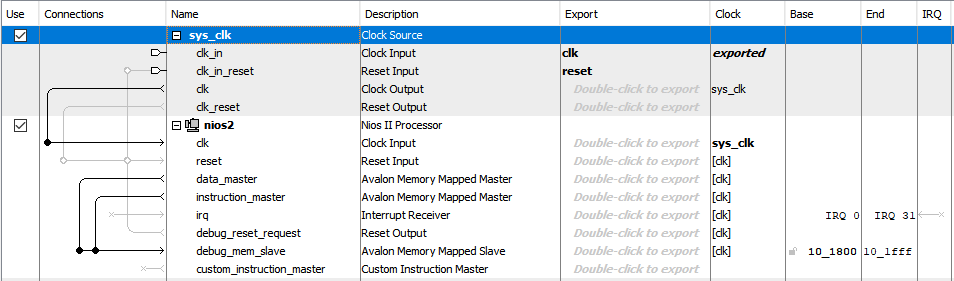 Use Connections Name Description Export Clock Base End IRQ
sys_clk Clock Source
clk_in Clock Input clk exported
clk_in_reset Reset Input reset
clk Clock Output Double-click to export sys_clk
clk_reset Reset Output Double-click to export
nios2 Nios II Processor
clk Clock Input Double-click to export sys_clk
reset Reset Input Double-click to export [clk]
data_master Avalon Memory Mapped Master Double-click to export [clk]
instruction_master Avalon Memory Mapped Master Double-click to export [clk]
irq Interrupt Receiver Double-click to export [clk] IRQ 0 IRQ 31
debug_reset_request Reset Output Double-click to export [clk]
debug_mem_slave Avalon Memory Mapped Slave Double-click to export [clk] 10_1800 10_1fff
custom_instruction_master Custom Instruction Master Double-click to export